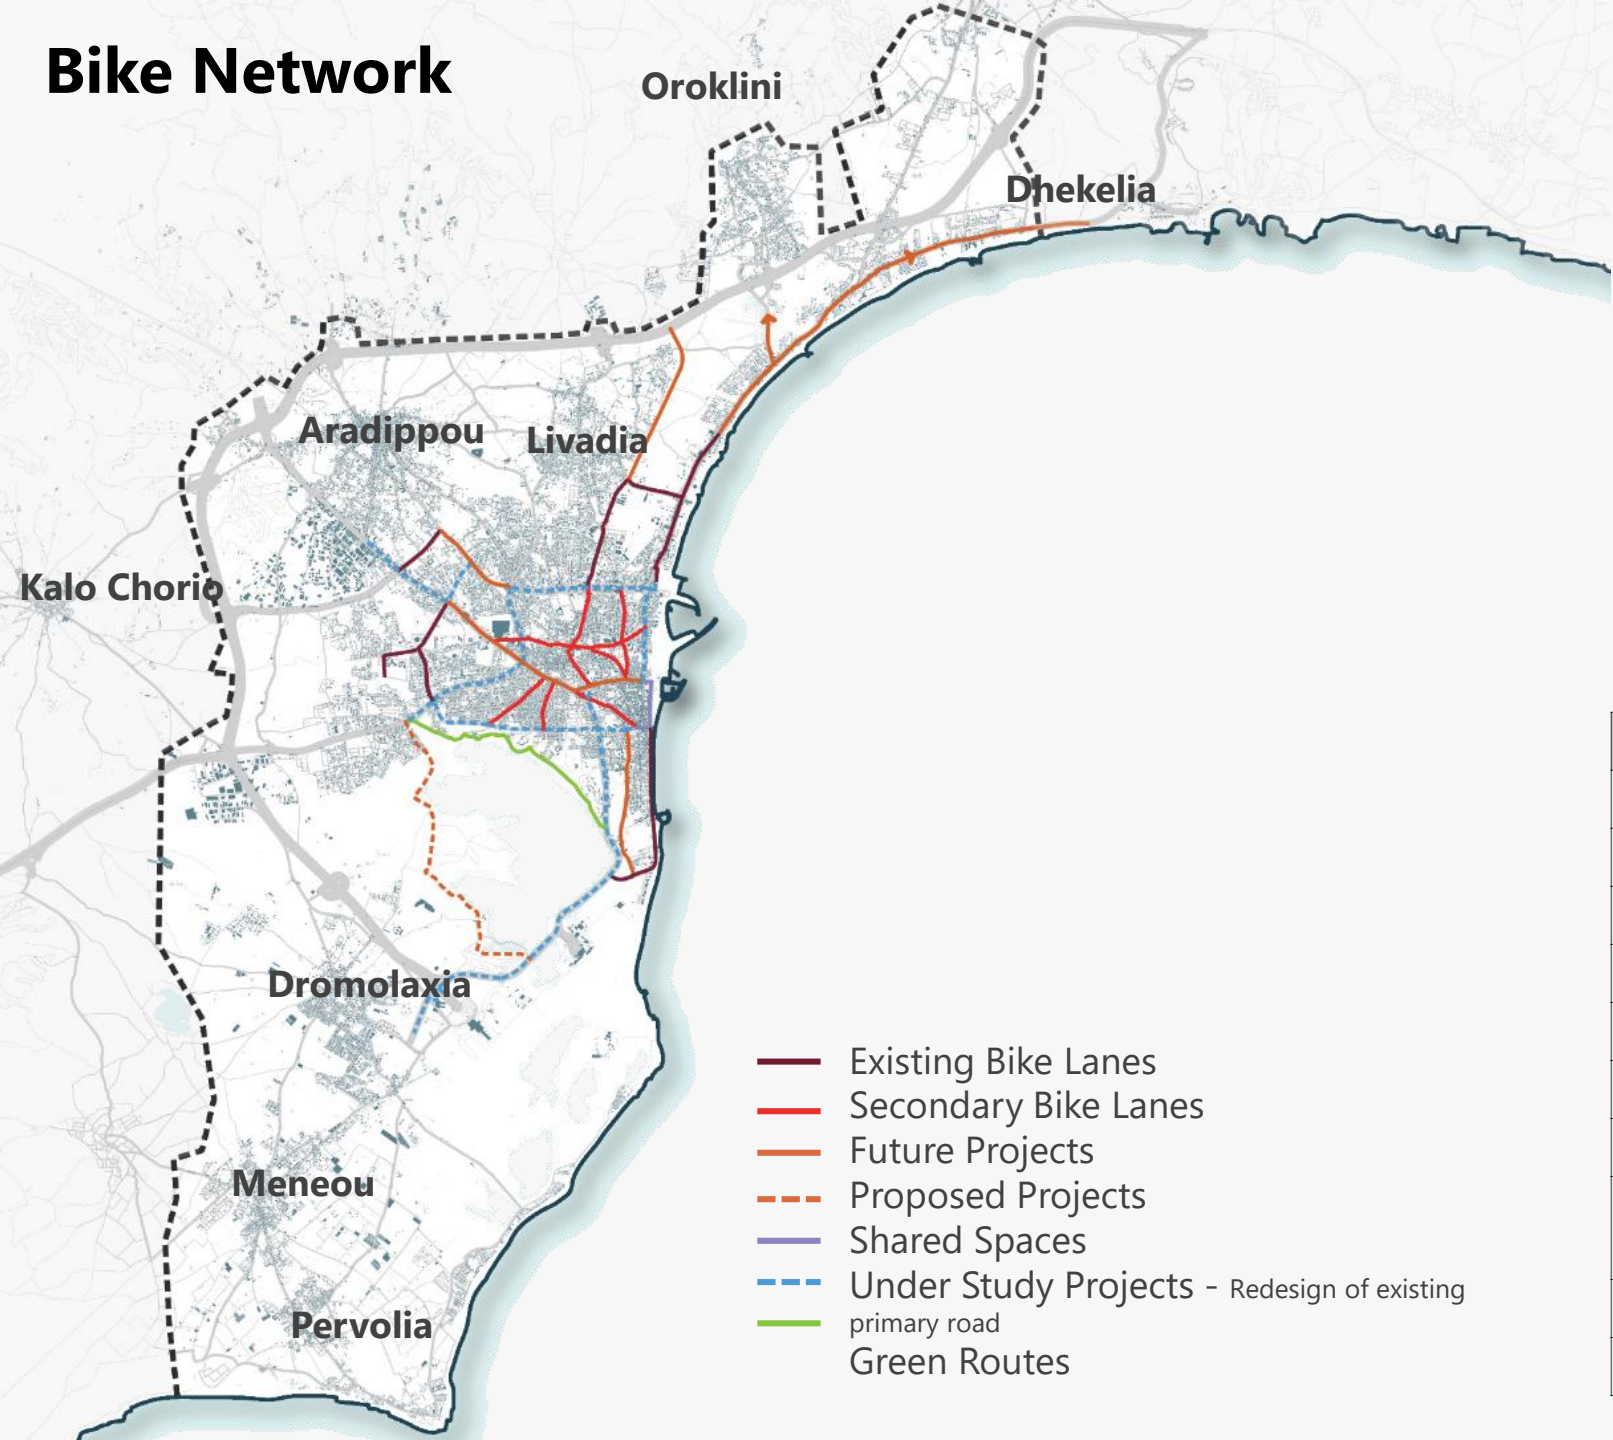 Bike Network
Oroklini
Dhekelia
Aradippou
Livadia
Kalo Chorio
Dromolaxia
Meneou
Pervolia
Existing Bike Lanes
Secondary Bike Lanes
Future Projects
Proposed Projects
Shared Spaces
Under Study Projects - Redesign of existing
primary road
Green Routes